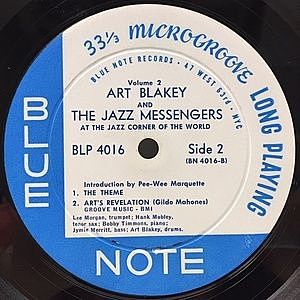 33 1/3 MICROGROOVE LONG PLAYING
BLUE NOTE RECORDS • 47 WEST 63rd • NYC
Volume 2
ART BLAKEY
AND
THE JAZZ MESSENGERS
AT THE JAZZ CORNER OF THE WORLD
BLP 4016 Side 2
(BN 4016-B)
Introduction by Pee-Wee Marquette
1. THE THEME
2. ART'S REVELATION (Gildo Mahones)
GROOVE MUSIC - BMI
Lee Morgan, trumpet; Hank Mobley,
tenor sax; Bobby Timmons, piano;
Jymie Merritt, bass; Art Blakey, drums.
BLUE
NOTE